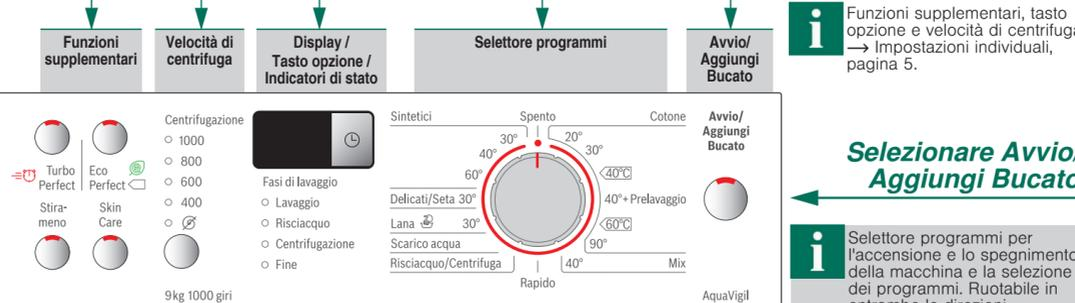 Funzioni
supplementari
Velocità di
centrifuga
Display /
Tasto opzione /
Indicatori di stato
Selettore programmi
Avvio/
Aggiungi
Bucato
i
Funzioni supplementari, tasto
opzione e velocità di centrifuga
→ Impostazioni individuali,
pagina 5.
Turbo
Perfect
Eco
Perfect
Stira-
meno
Skin
Care
Centrifugazione
1000
800
600
400
9kg 1000 giri
Fasi di lavaggio
Lavaggio
Risciacquo
Centrifugazione
Fine
Sintetici
Spento
Cotone
30°
40°
60°
Delicati/Seta 30°
Lana 30°
Scarico acqua
Risciacquo/Centrifuga
20°
30°
40°C
40°+Prelavaggio
60°C
90°
40°
Mix
Rapido
Avvio/
Aggiungi
Bucato
AquaVigil
Selezionare Avvio/
Aggiungi Bucato
i
Selettore programmi per
l'accensione e lo spegnimento
della macchina e la selezione
dei programmi. Ruotabile in